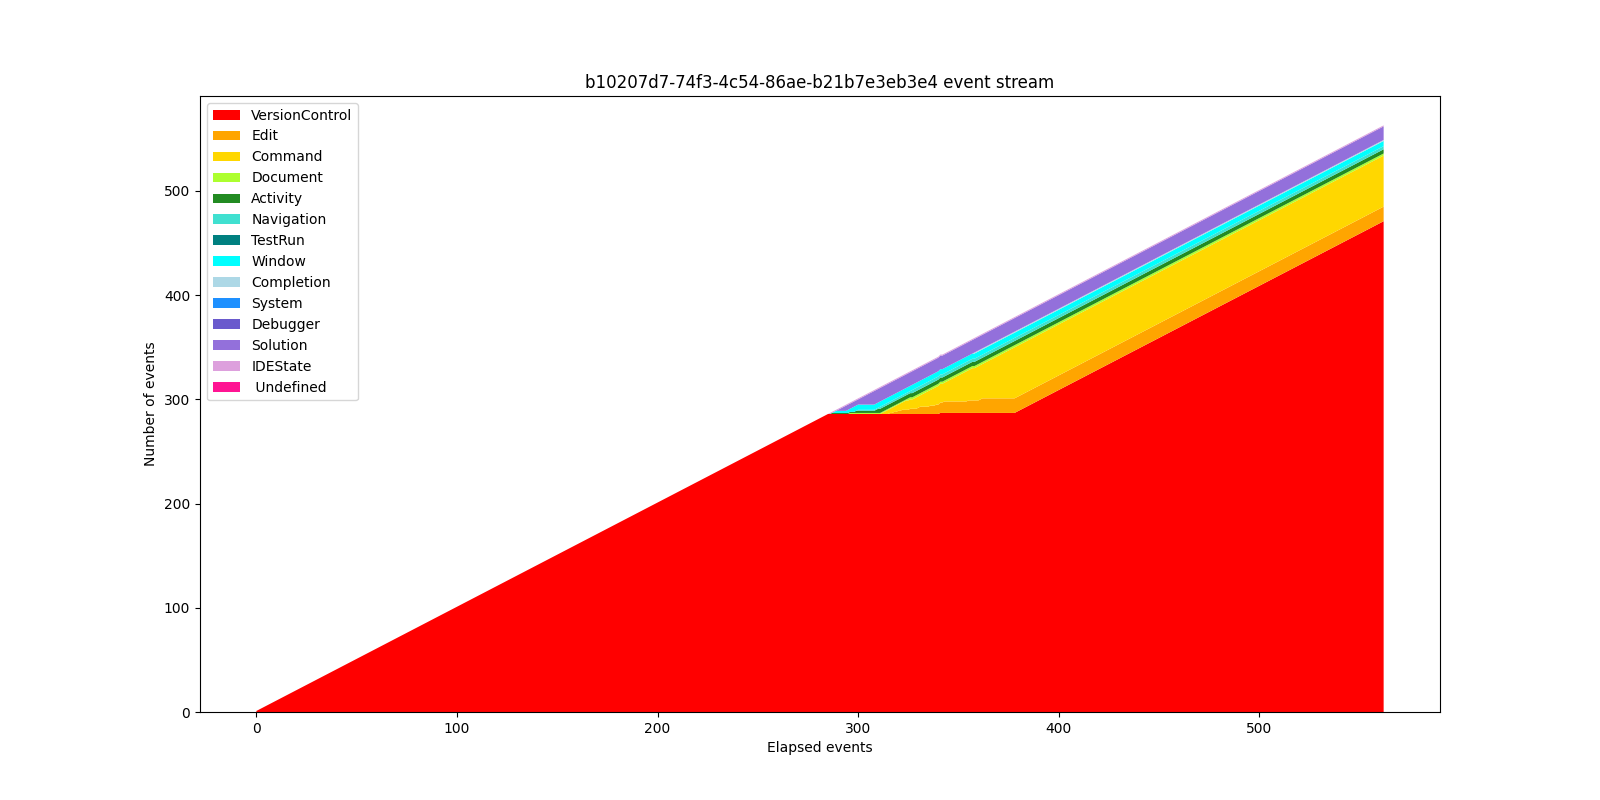 b10207d7-74f3-4c54-86ae-b21b7e3eb3e4 event stream
VersionControl
Edit
Command
Document
Activity
Navigation
TestRun
Window
Completion
System
Debugger
Solution
IDEState
Undefined
Number of events
500
400
300
200
100
0
0 100 200 300 400 500
Elapsed events